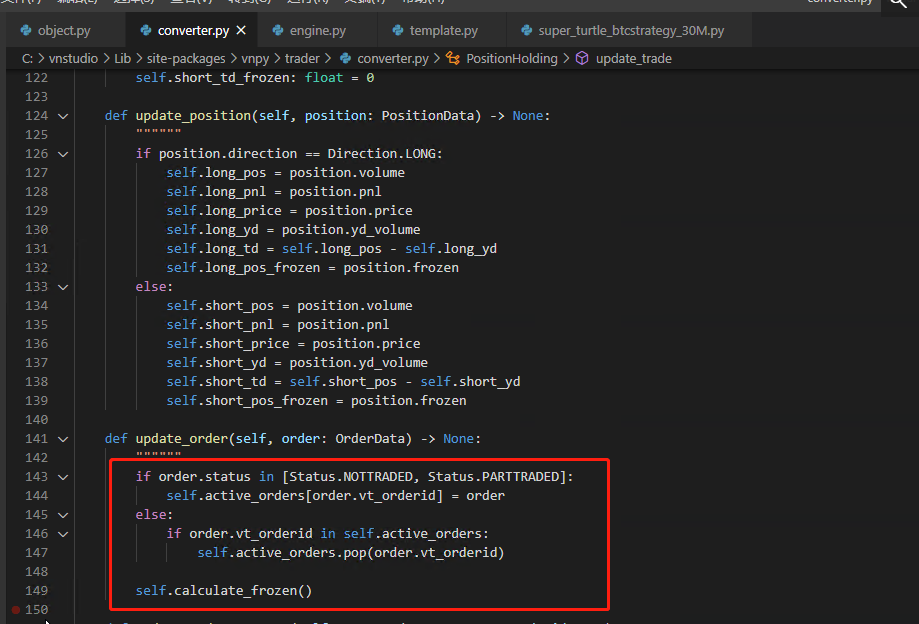 object.py converter.py engine.py template.py super_turtle_btcstrategy_30M.py
C: > vnstudio > Lib > site-packages > vnpy > trader > converter.py > PositionHolding > update_trade
122 self.short_td_frozen: float = 0
123
124 def update_position(self, position: PositionData) -> None:
125 """"""
126 if position.direction == Direction.LONG:
127 self.long_pos = position.volume
128 self.long_pnl = position.pnl
129 self.long_price = position.price
130 self.long_yd = position.yd_volume
131 self.long_td = self.long_pos - self.long_yd
132 self.long_pos_frozen = position.frozen
133 else:
134 self.short_pos = position.volume
135 self.short_pnl = position.pnl
136 self.short_price = position.price
137 self.short_yd = position.yd_volume
138 self.short_td = self.short_pos - self.short_yd
139 self.short_pos_frozen = position.frozen
140
141 def update_order(self, order: OrderData) -> None:
142 """"""
143 if order.status in [Status.NOTTRADED, Status.PARTTRADED]:
144 self.active_orders[order.vt_orderid] = order
145 else:
146 if order.vt_orderid in self.active_orders:
147 self.active_orders.pop(order.vt_orderid)
148
149 self.calculate_frozen()
150